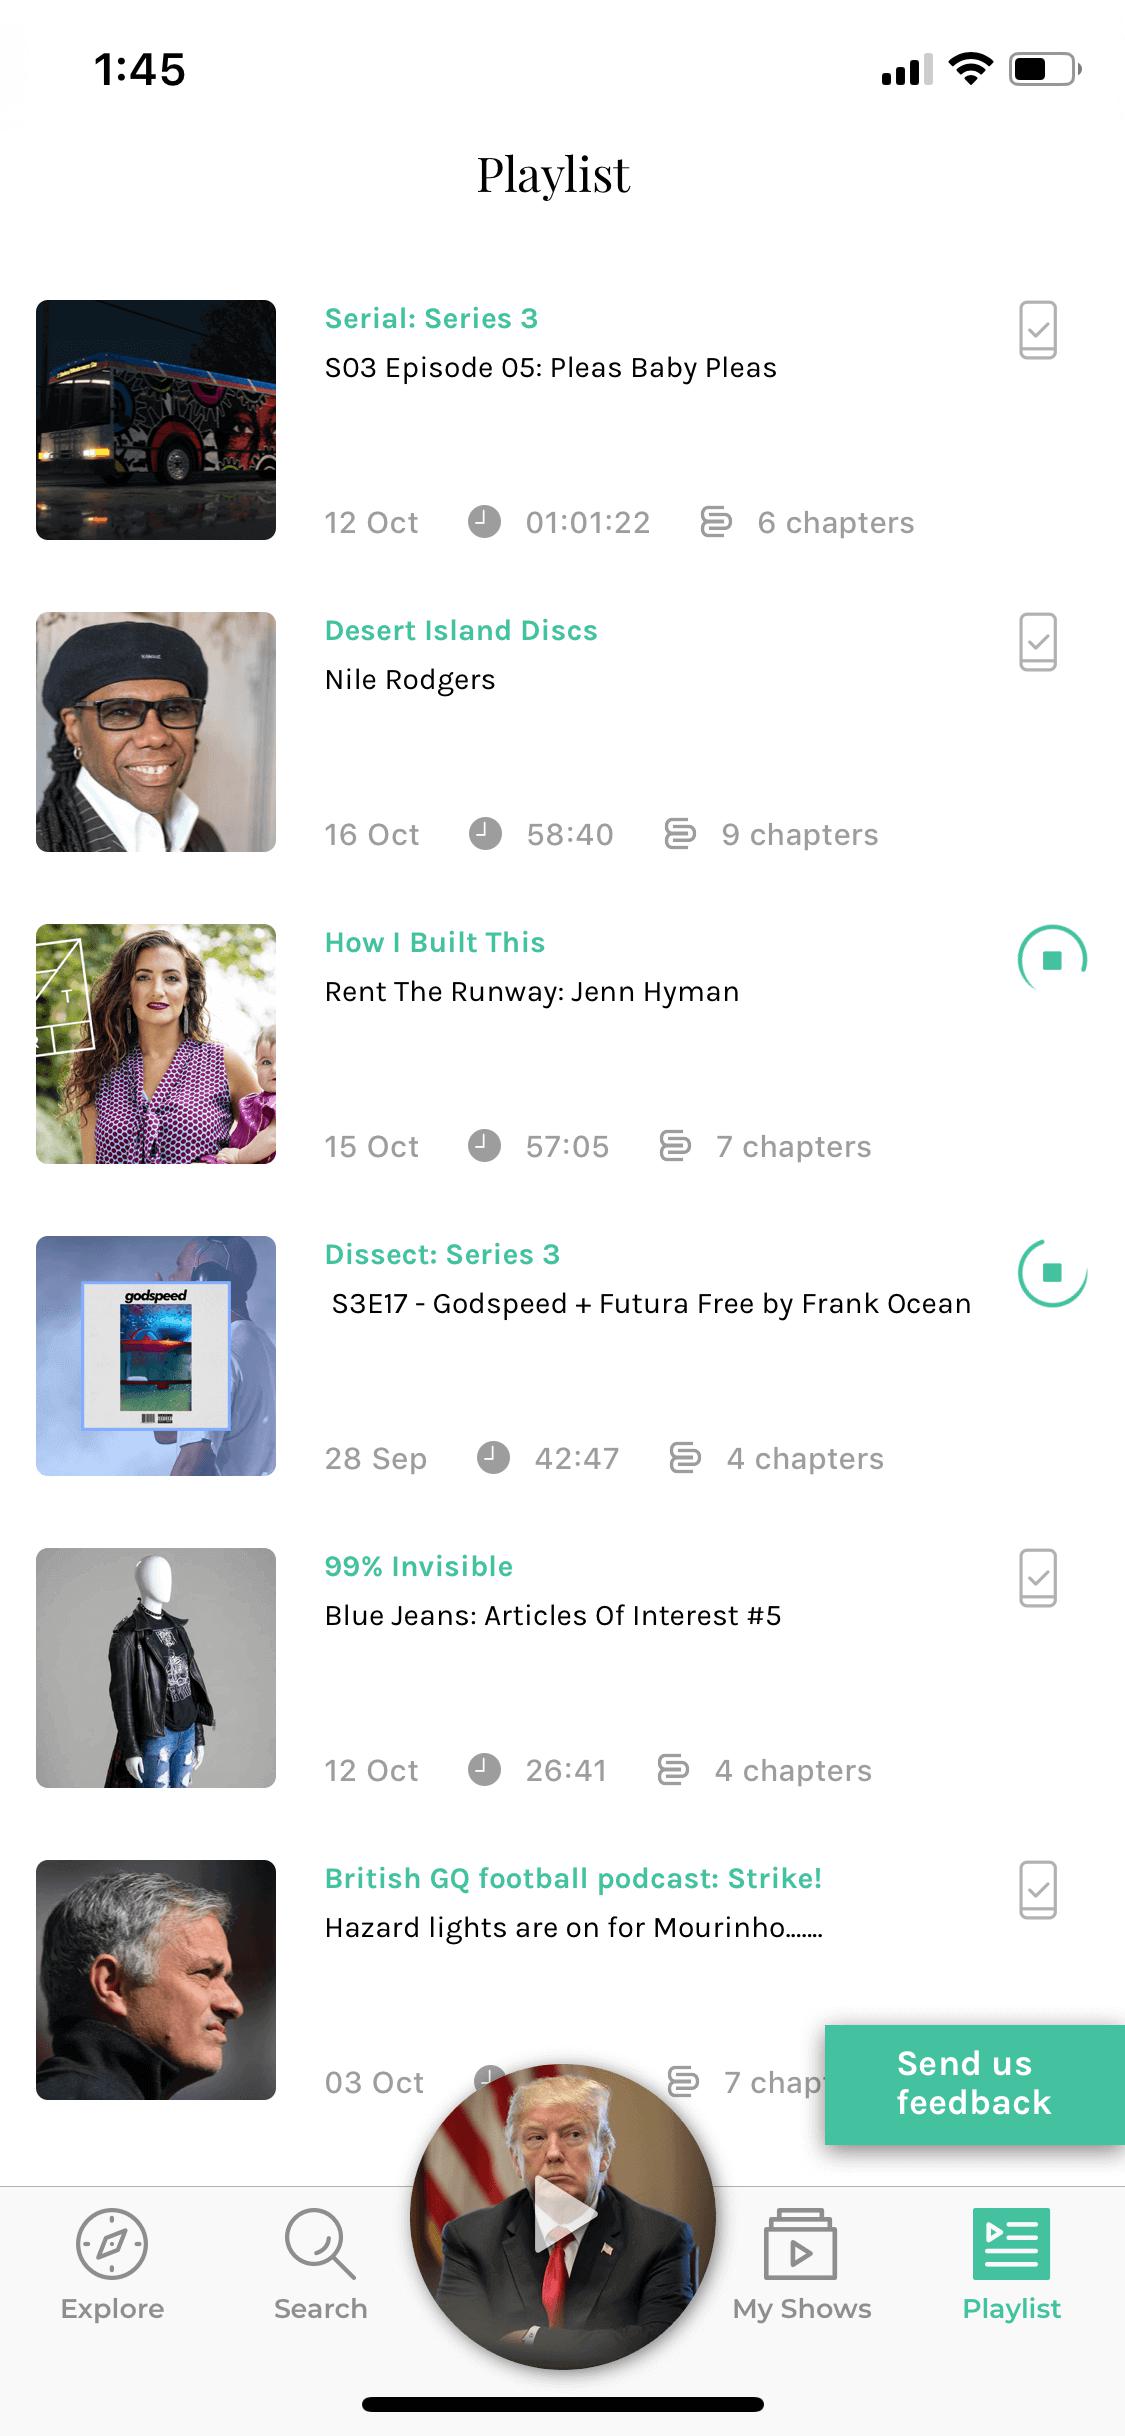 1:45
Playlist
Serial: Series 3
S03 Episode 05: Pleas Baby Pleas
12 Oct 01:01:22 6 chapters
Desert Island Discs
Nile Rodgers
16 Oct 58:40 9 chapters
How I Built This
Rent The Runway: Jenn Hyman
T
15 Oct 57:05 7 chapters
Dissect: Series 3
S3E17 - Godspeed + Futura Free by Frank Ocean
godspeed
28 Sep 42:47 4 chapters
99% Invisible
Blue Jeans: Articles Of Interest #5
12 Oct 26:41 4 chapters
British GQ football podcast: Strike!
Hazard lights are on for Mourinho.......
03 Oct 7 chapt
Send us
feedback
Explore Search My Shows Playlist